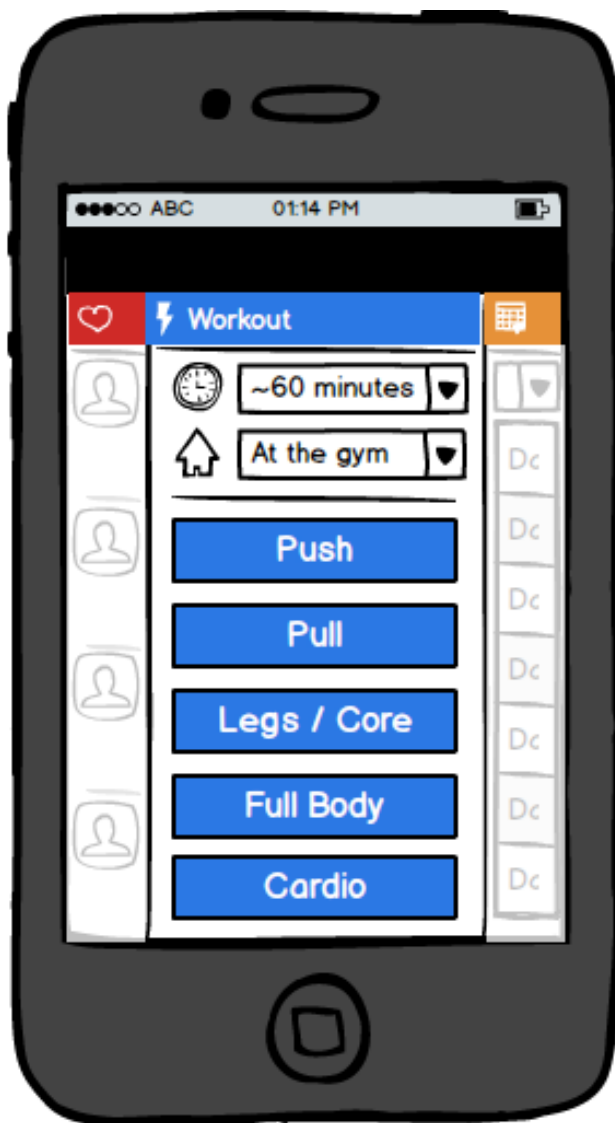 ABC 01:14 PM
Workout
~60 minutes
At the gym
Push
Pull
Legs / Core
Full Body
Cardio
Dc
Dc
Dc
Dc
Dc
Dc
Dc